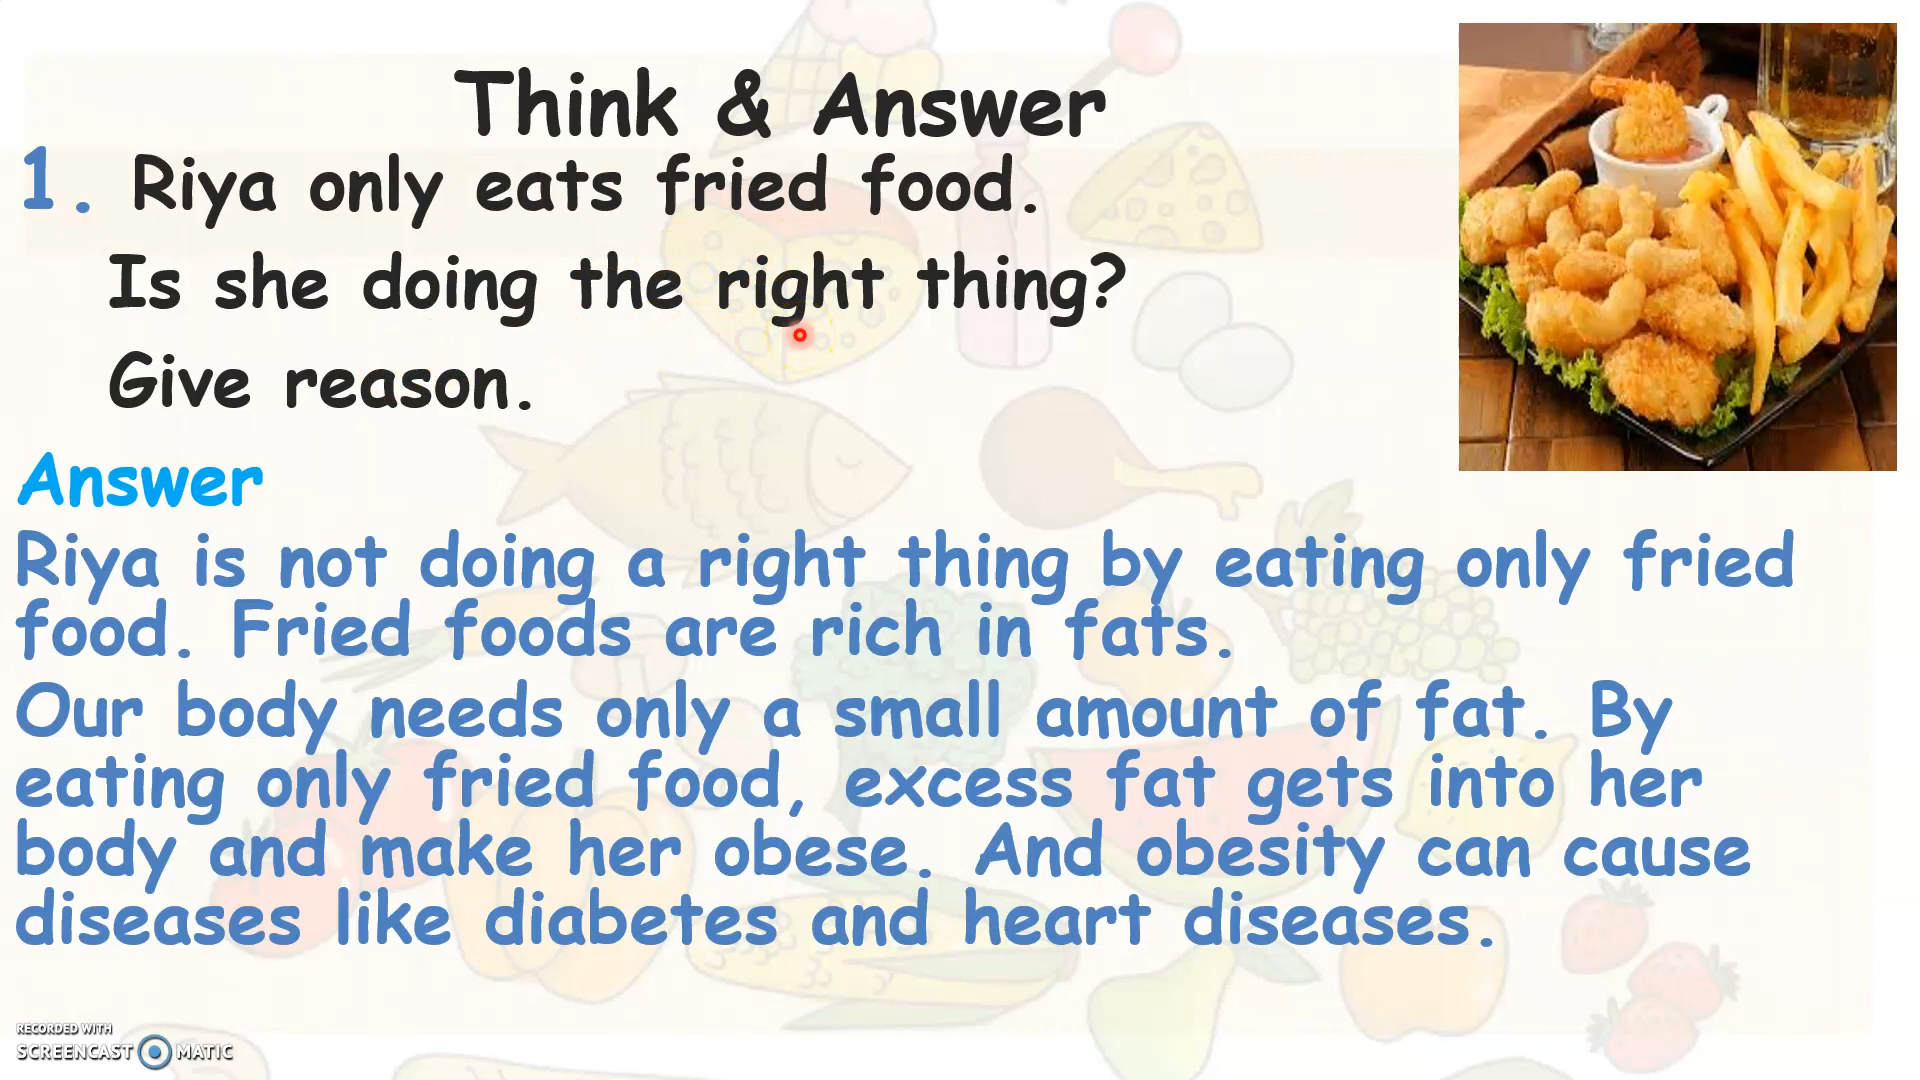 Think & Answer
1. Riya only eats fried food.
Is she doing the right thing?
Give reason.
Answer
Riya is not doing a right thing by eating only fried
food. Fried foods are rich in fats.
Our body needs only a small amount of fat. By
eating only fried food, excess fat gets into her
body and make her obese. And obesity can cause
diseases like diabetes and heart diseases.
RECORDED WITH
SCREENCAST MATIC